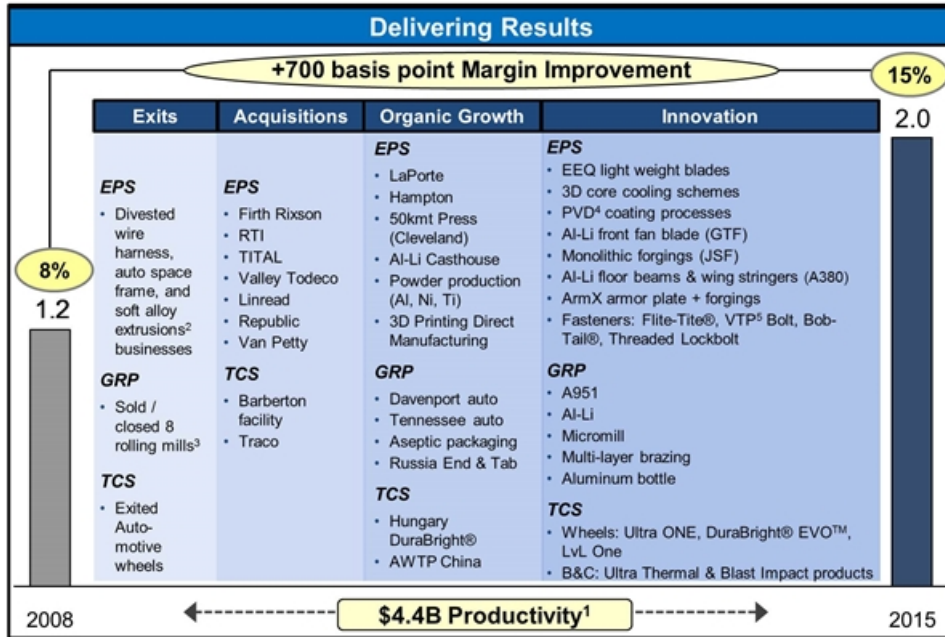 Delivering Results
+700 basis point Margin Improvement
15%
2.0
8%
1.2
Exits
EPS
• Divested
wire
harness,
auto space
frame, and
soft alloy
extrusions²
businesses
GRP
• Sold /
closed 8
rolling mills³
TCS
• Exited
Auto-
motive
wheels
Acquisitions
EPS
• Firth Rixson
• RTI
• TITAL
• Valley Todeco
• Linread
• Republic
• Van Petty
TCS
• Barberton
facility
• Traco
Organic Growth
EPS
• LaPorte
• Hampton
• 50kmt Press
(Cleveland)
• Al-Li Casthouse
• Powder production
(Al, Ni, Ti)
• 3D Printing Direct
Manufacturing
GRP
• Davenport auto
• Tennessee auto
• Aseptic packaging
• Russia End & Tab
TCS
• Hungary
DuraBright®
• AWTP China
Innovation
EPS
• EEQ light weight blades
• 3D core cooling schemes
• PVD⁴ coating processes
• Al-Li front fan blade (GTF)
• Monolithic forgings (JSF)
• Al-Li floor beams & wing stringers (A380)
• ArmX armor plate + forgings
• Fasteners: Flite-Tite®, VTP⁵ Bolt, Bob-
Tail®, Threaded Lockbolt
GRP
• A951
• Al-Li
• Micromill
• Multi-layer brazing
• Aluminum bottle
TCS
• Wheels: Ultra ONE, DuraBright® EVO™,
LvL One
• B&C: Ultra Thermal & Blast Impact products
2008
$4.4B Productivity¹
2015